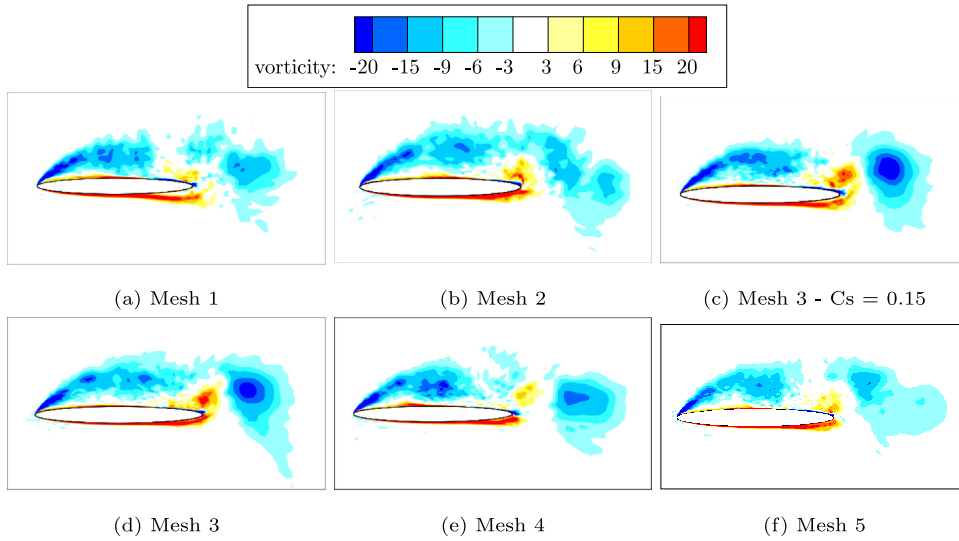 vorticity: -20 -15 -9 -6 -3 3 6 9 15 20
(a) Mesh 1
(b) Mesh 2
(c) Mesh 3 - Cs = 0.15
(d) Mesh 3
(e) Mesh 4
(f) Mesh 5